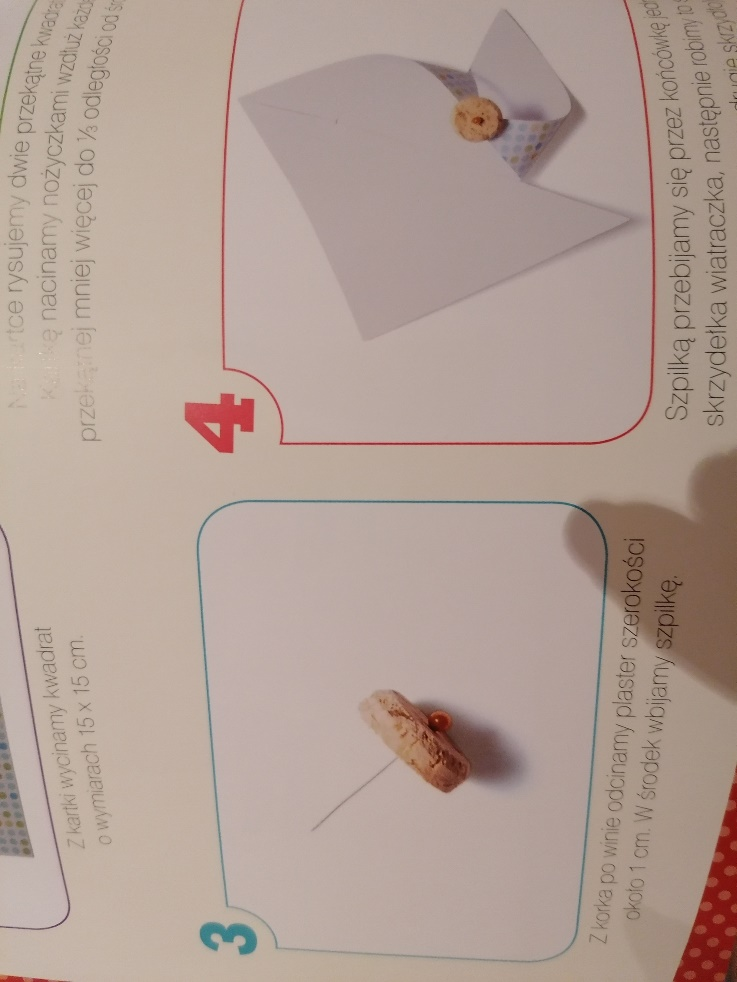 Z kartki wycinamy kwadrat
o wymiarach 15 x 15 cm.
rysujemy dwie przekątne
nacinamy nożyczkami wzdłuż
przekątnej mniej więcej do ⅓ odległości od
3
Z korka po winie odcinamy plaster szerokości
około 1 cm. W środek wbijamy szpilkę.
4
Szpilką przebijamy się przez końcówkę
skrzydełka wiatraczka, następnie robimy to
drugie